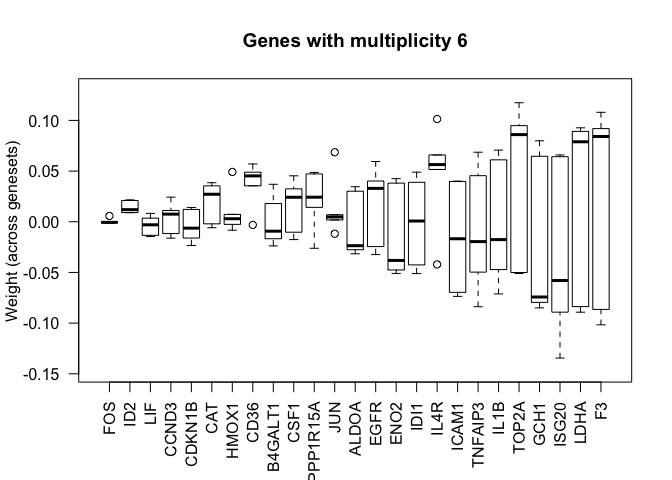 Genes with multiplicity 6
Weight (across genesets)
0.10
0.05
0.00
-0.05
-0.10
-0.15
FOS
ID2
LIF
CCND3
CDKN1B
CAT
HMOX1
CD36
B4GALT1
CSF1
PPP1R15A
JUN
ALDOA
EGFR
ENO2
IDI1
IL4R
ICAM1
TNFAIP3
IL1B
TOP2A
GCH1
ISG20
LDHA
F3